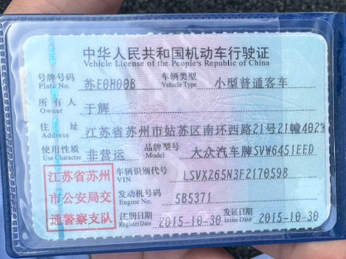 中华人民共和国机动车行驶证
Vehicle License of the People's Republic of China
号牌号码 Plate No. 苏E0N00B 车辆类型 Vehicle Type 小型普通客车
所有人 Owner 于解
住址 Address 江苏省苏州市姑苏区南环西路21号21幢402室
使用性质 Use Character 非营运 品牌型号 Model 大众汽车牌SVW6451EED
江苏省苏州
市公安局交
通警察支队
车辆识别代号 VIN LSVX265N3F2170598
发动机号码 Engine No. 5B5371
注册日期 Register Date 2015-10-30 发证日期 Issue Date 2015-10-30